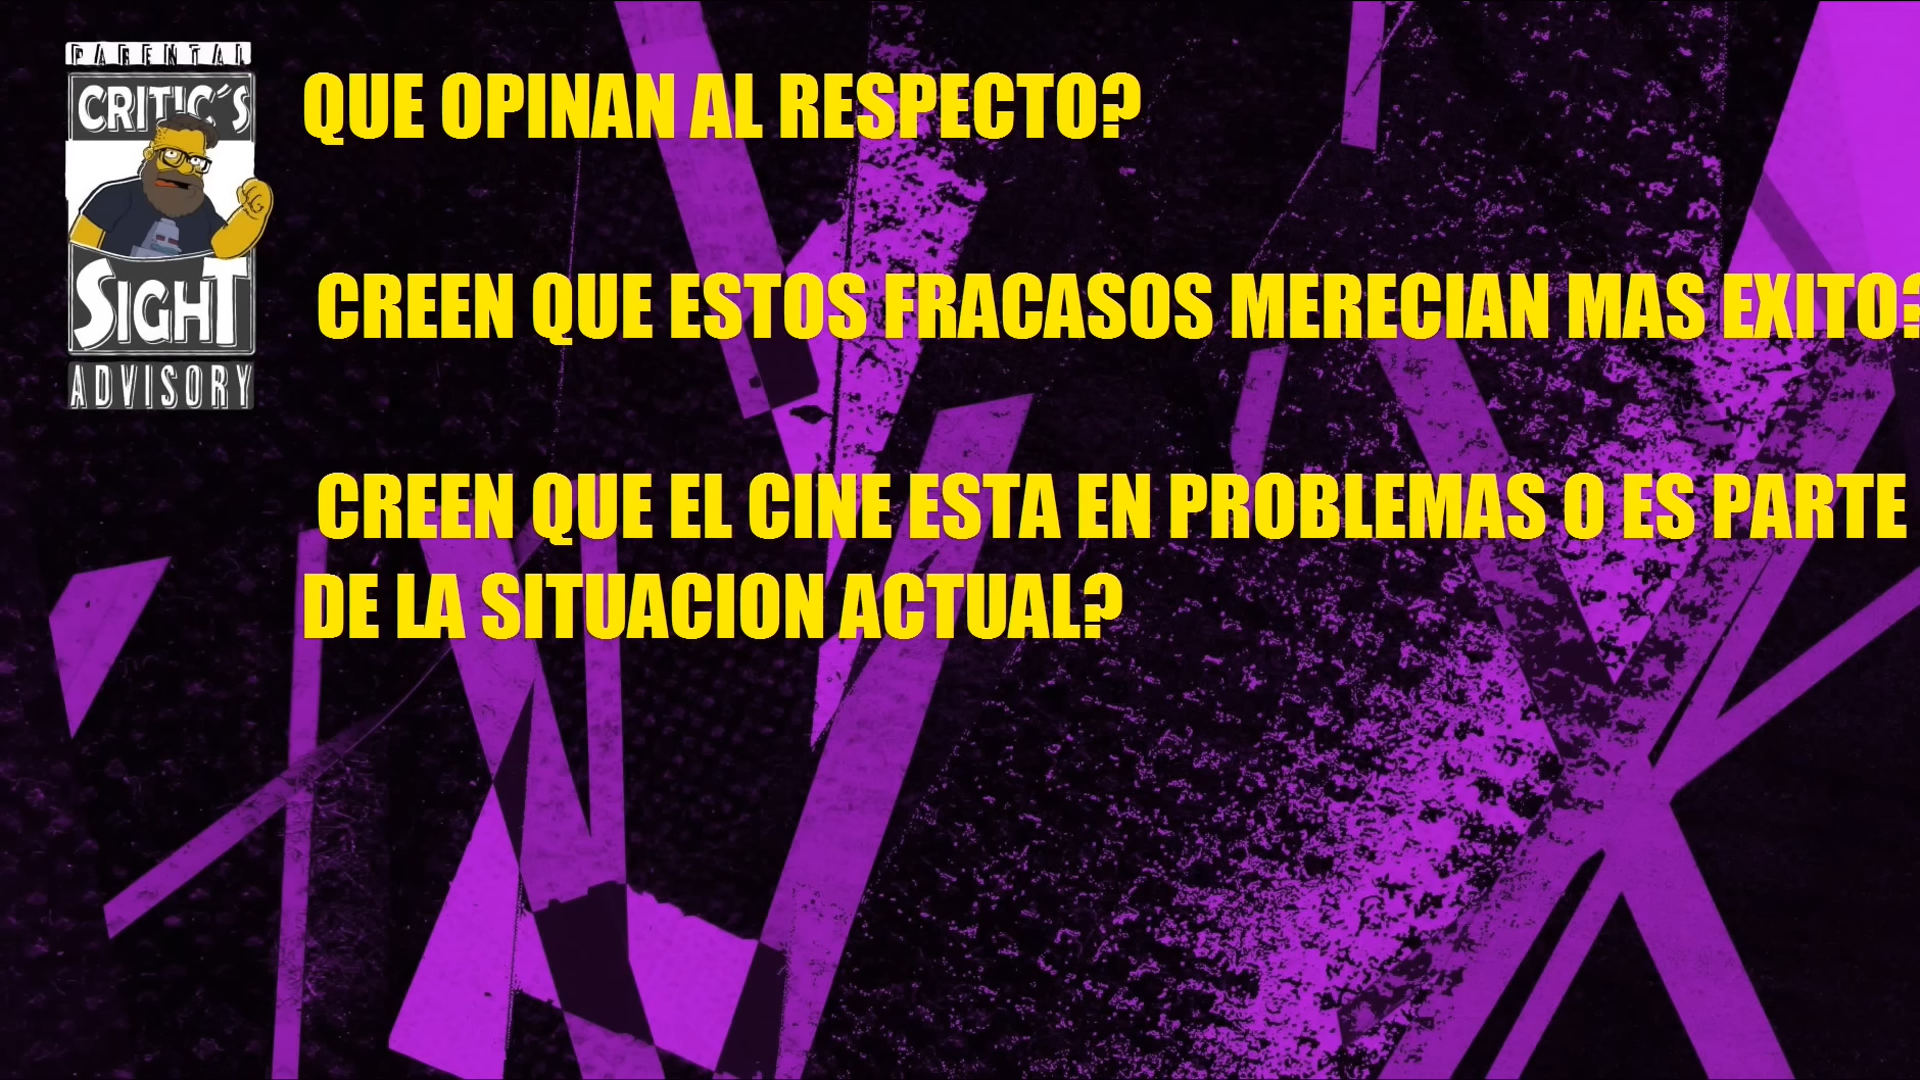 PARENTAL
CRITIC´S
SIGHT
ADVISORY
QUE OPINAN AL RESPECTO?
CREEN QUE ESTOS FRACASOS MERECIAN MAS EXITO?
CREEN QUE EL CINE ESTA EN PROBLEMAS O ES PARTE
DE LA SITUACION ACTUAL?